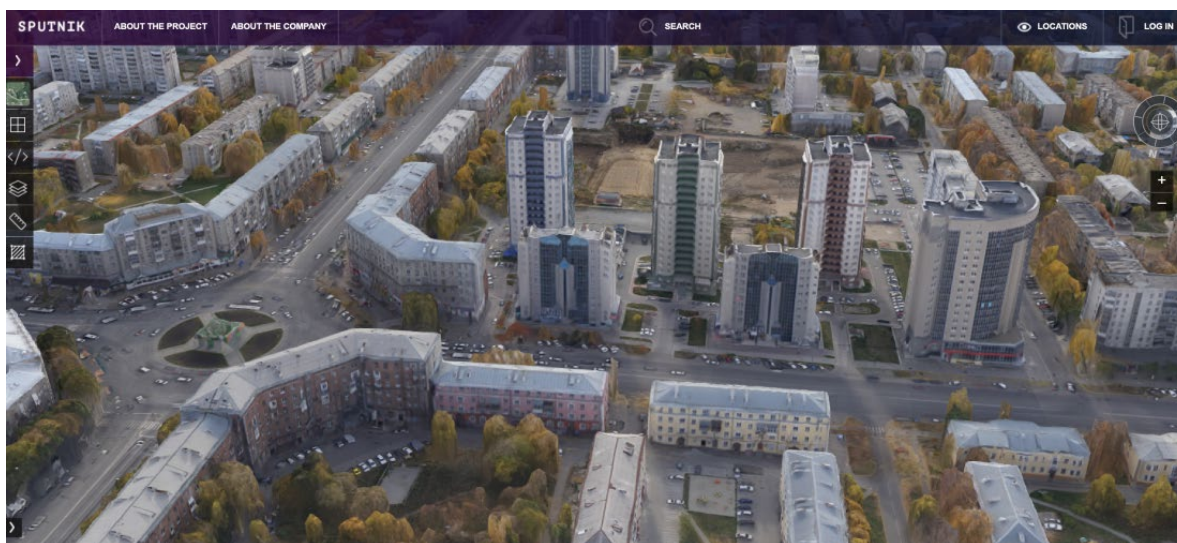 SPUTNIK ABOUT THE PROJECT ABOUT THE COMPANY SEARCH LOCATIONS LOG IN